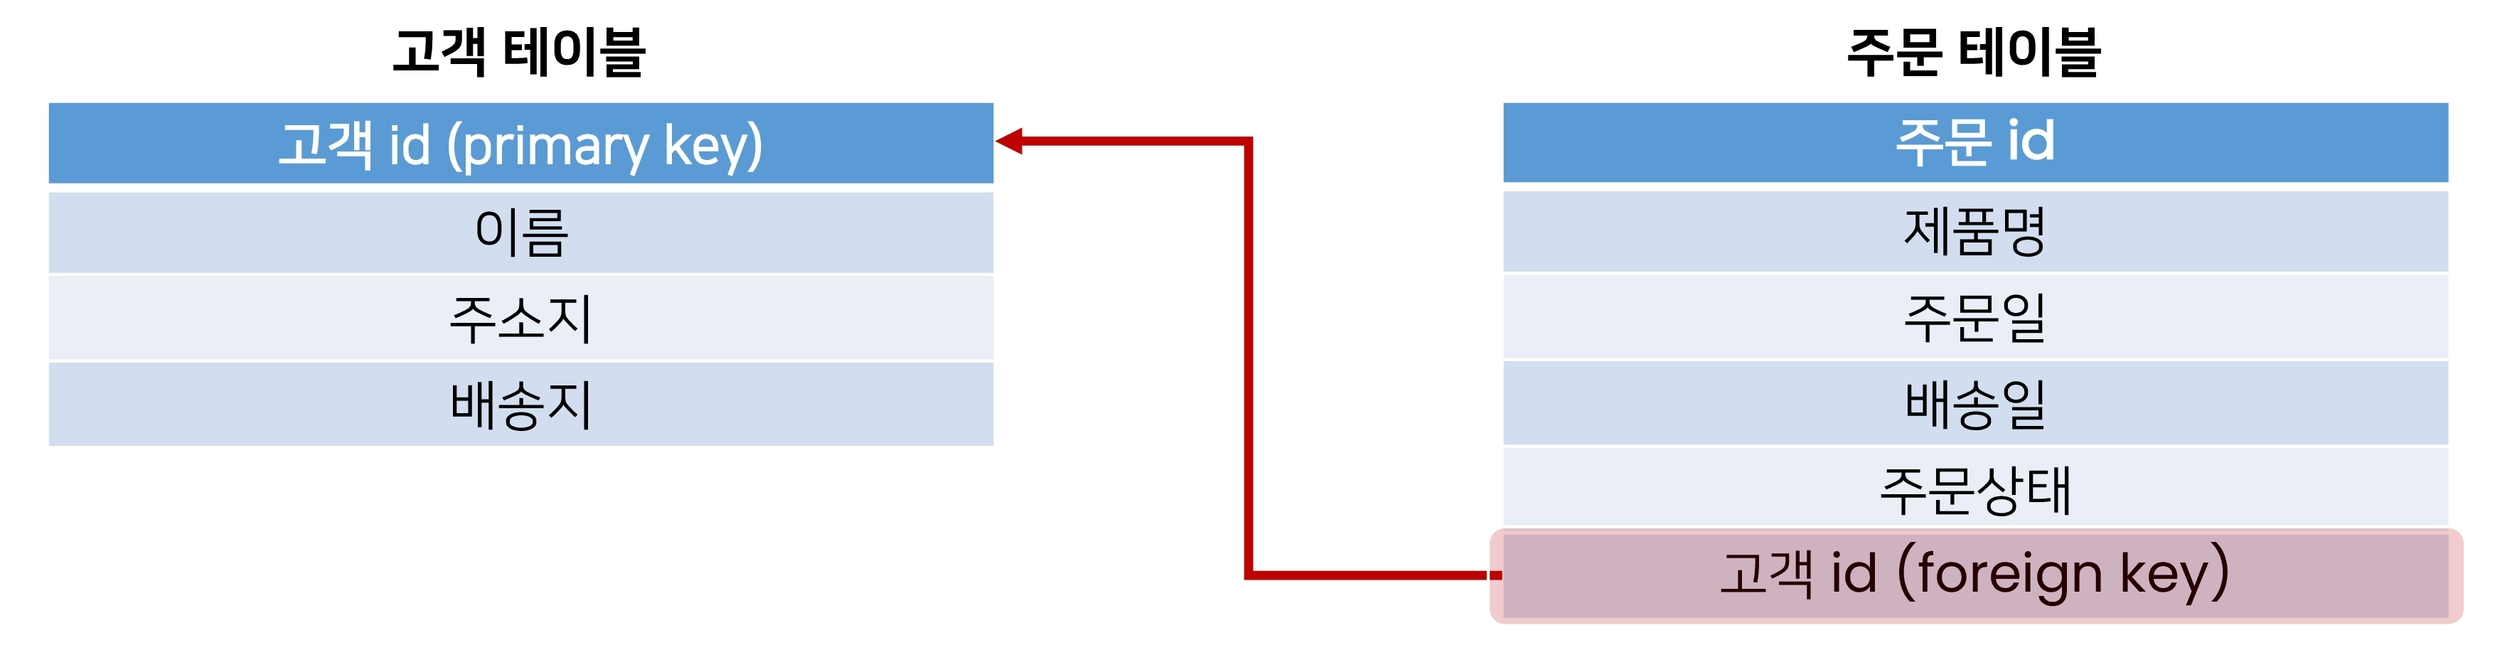 고객 테이블
고객 id (primary key)
이름
주소지
배송지
주문 테이블
주문 id
제품명
주문일
배송일
주문상태
고객 id (foreign key)